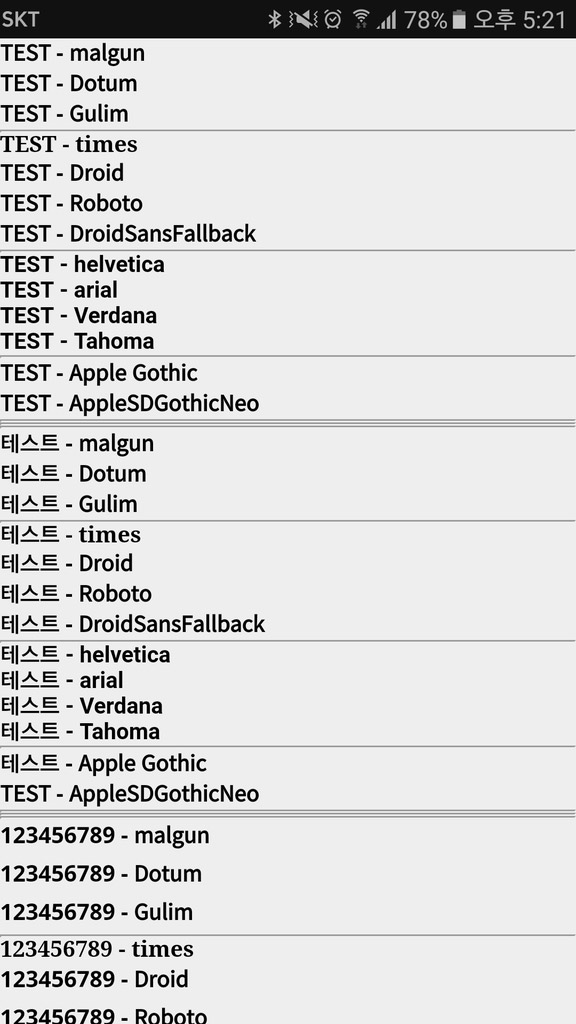 SKT 78% 오후 5:21
TEST - malgun
TEST - Dotum
TEST - Gulim
TEST - times
TEST - Droid
TEST - Roboto
TEST - DroidSansFallback
TEST - helvetica
TEST - arial
TEST - Verdana
TEST - Tahoma
TEST - Apple Gothic
TEST - AppleSDGothicNeo
테스트 - malgun
테스트 - Dotum
테스트 - Gulim
테스트 - times
테스트 - Droid
테스트 - Roboto
테스트 - DroidSansFallback
테스트 - helvetica
테스트 - arial
테스트 - Verdana
테스트 - Tahoma
테스트 - Apple Gothic
TEST - AppleSDGothicNeo
123456789 - malgun
123456789 - Dotum
123456789 - Gulim
123456789 - times
123456789 - Droid
123456789 - Roboto